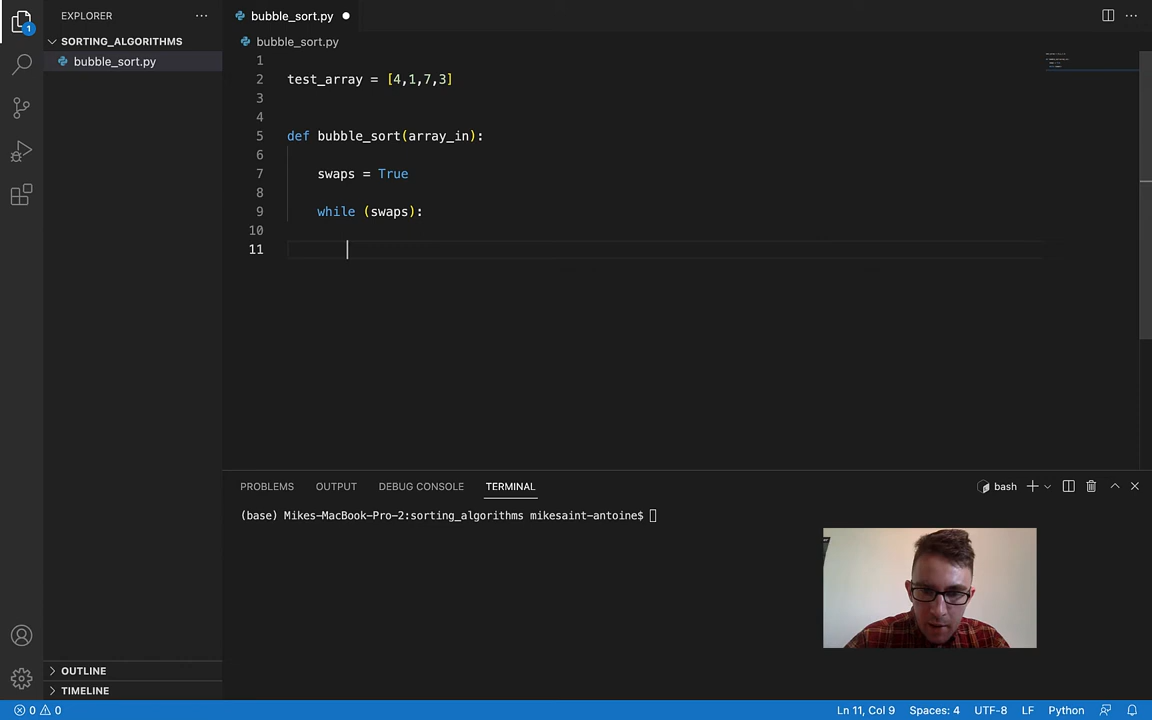 EXPLORER
SORTING_ALGORITHMS
bubble_sort.py
1
OUTLINE
TIMELINE
bubble_sort.py
bubble_sort.py
1
2 test_array = [4,1,7,3]
3
4
5 def bubble_sort(array_in):
6
7 swaps = True
8
9 while (swaps):
10
11
PROBLEMS OUTPUT DEBUG CONSOLE TERMINAL
bash
(base) Mikes-MacBook-Pro-2:sorting_algorithms mikesaint-antoine$
0 0 Ln 11, Col 9 Spaces: 4 UTF-8 LF Python